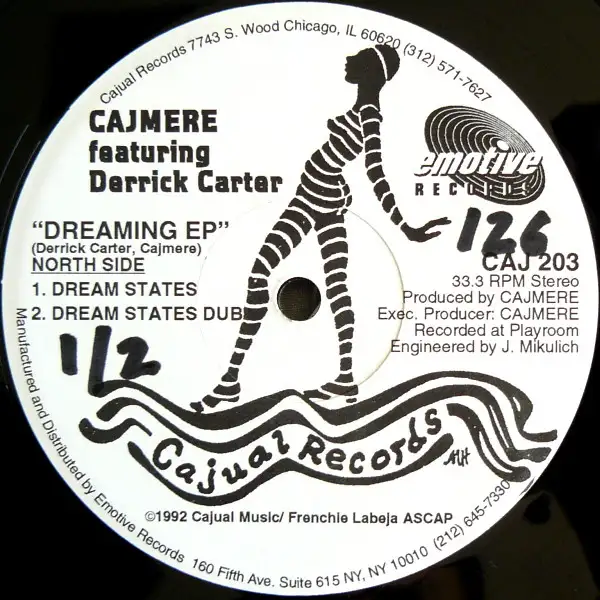 Cajual Records 7743 S. Wood Chicago, IL 60620 (312) 571-7627
CAJMERE
featuring
Derrick Carter
emotive
RECORDS
"DREAMING EP"
(Derrick Carter, Cajmere)
NORTH SIDE
1. DREAM STATES
2. DREAM STATES DUB
1/2
126
CAJ 203
33.3 RPM Stereo
Produced by CAJMERE
Exec. Producer: CAJMERE
Recorded at Playroom
Engineered by J. Mikulich
Cajual Records
MH
©1992 Cajual Music/ Frenchie Labeja ASCAP
Manufactured and Distributed by Emotive Records 160 Fifth Ave. Suite 615 NY, NY 10010 (212) 645-7330